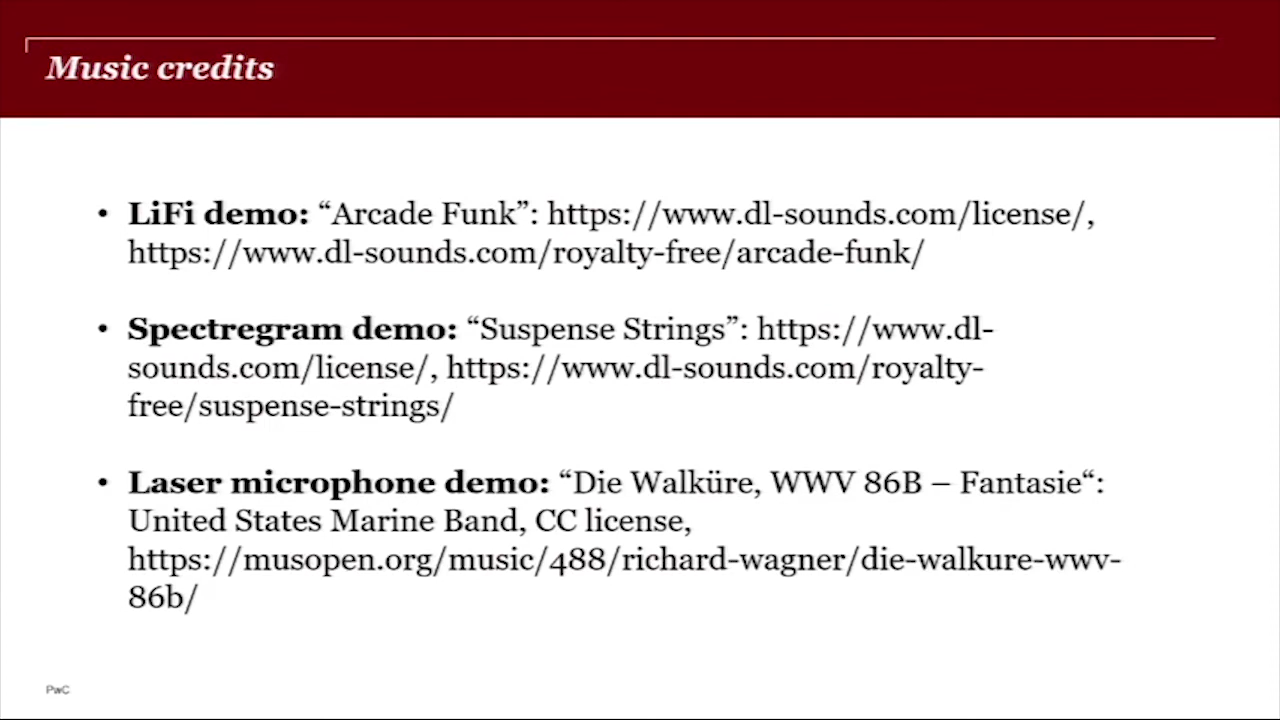 Music credits
• LiFi demo: “Arcade Funk”: https://www.dl-sounds.com/license/,
https://www.dl-sounds.com/royalty-free/arcade-funk/
• Spectregram demo: “Suspense Strings”: https://www.dl-
sounds.com/license/, https://www.dl-sounds.com/royalty-
free/suspense-strings/
• Laser microphone demo: “Die Walküre, WWV 86B – Fantasie“:
United States Marine Band, CC license,
https://musopen.org/music/488/richard-wagner/die-walkure-wwv-
86b/
PwC